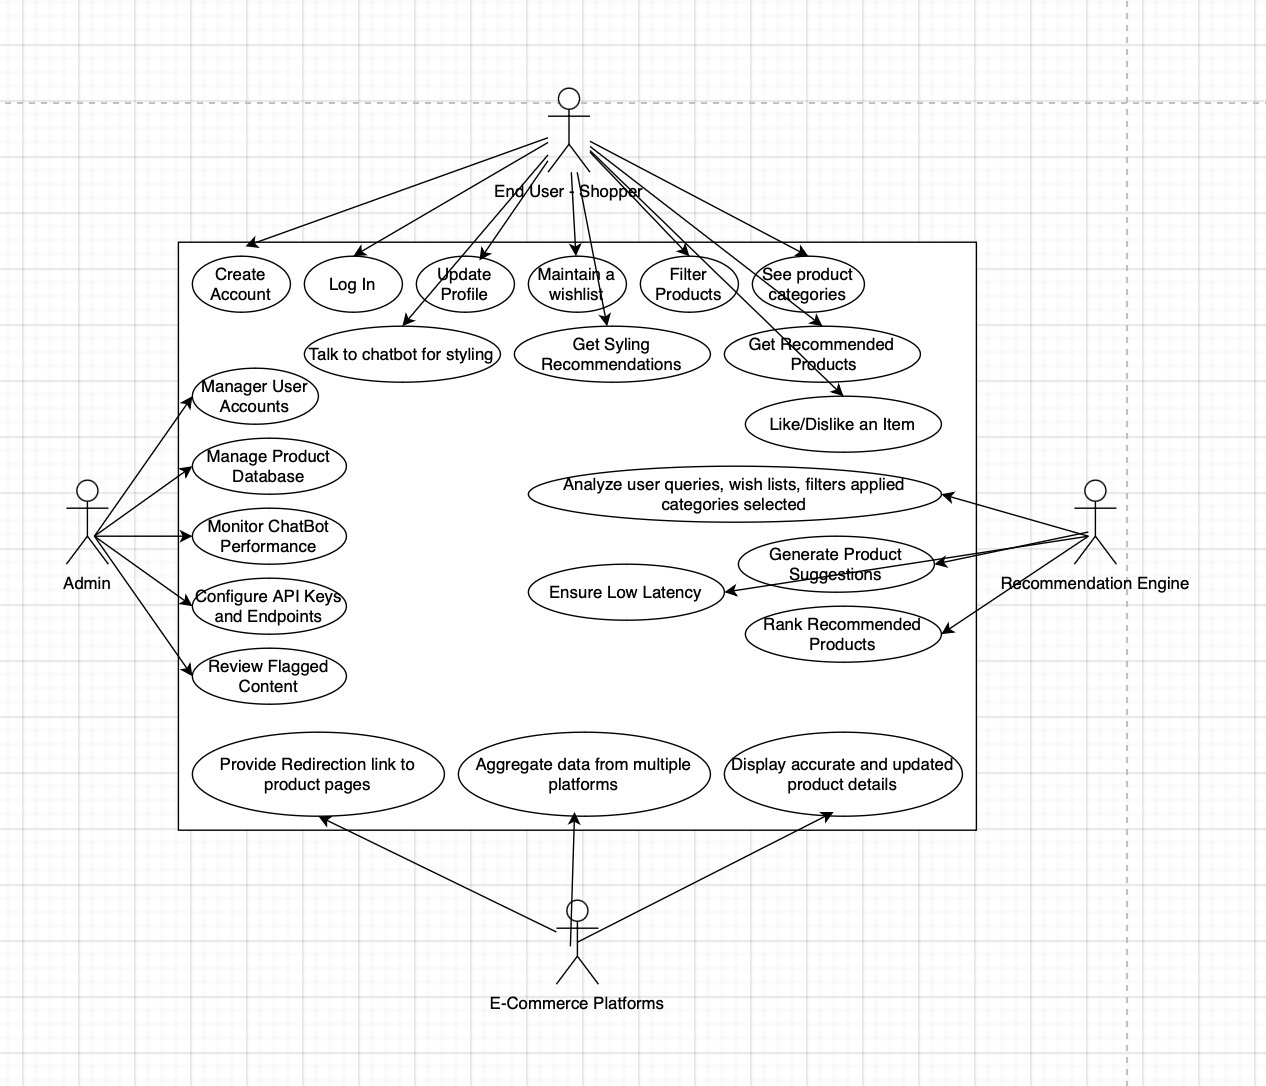 End User - Shopper
Create
Account
Log In
Update
Profile
Maintain a
wishlist
Filter
Products
See product
categories
Talk to chatbot for styling
Get Syling
Recommendations
Get Recommended
Products
Manager User
Accounts
Like/Dislike an Item
Manage Product
Database
Analyze user queries, wish lists, filters applied
categories selected
Monitor ChatBot
Performance
Generate Product
Suggestions
Admin
Recommendation Engine
Configure API Keys
and Endpoints
Ensure Low Latency
Rank Recommended
Products
Review Flagged
Content
Provide Redirection link to
product pages
Aggregate data from multiple
platforms
Display accurate and updated
product details
E-Commerce Platforms